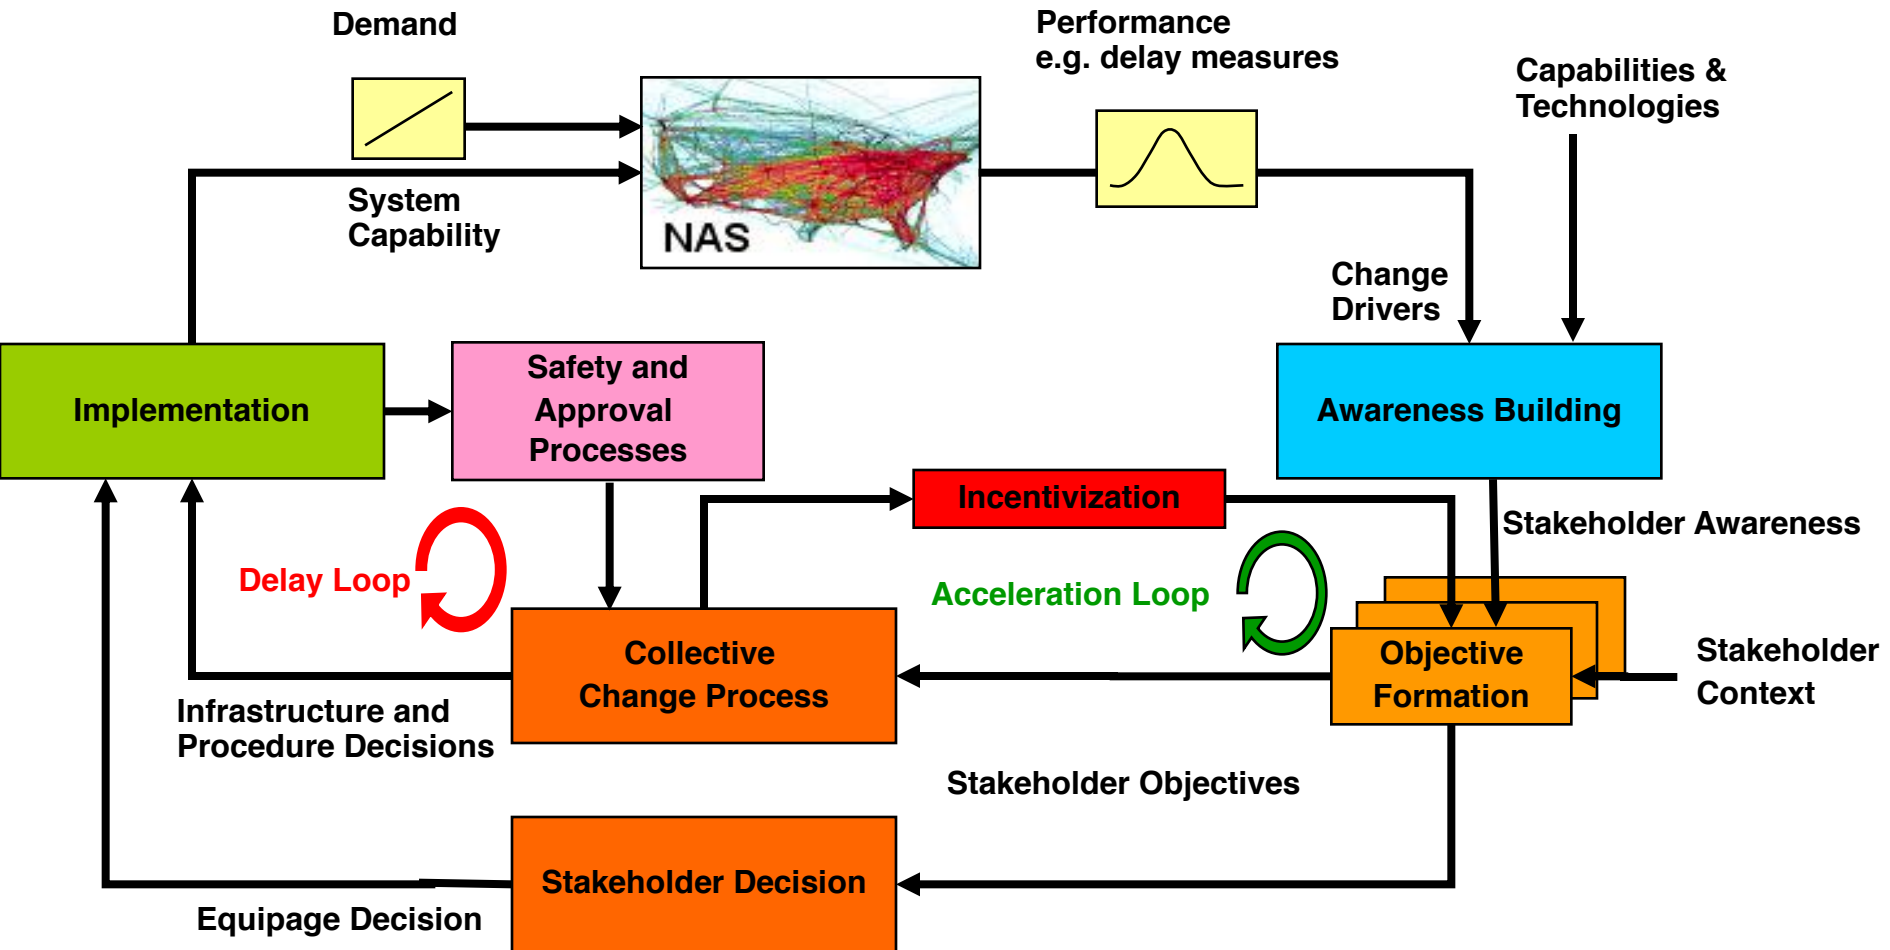 Demand
Performance
e.g. delay measures
Capabilities &
Technologies
System
Capability
NAS
Change
Drivers
Implementation
Safety and
Approval
Processes
Awareness Building
Incentivization
Stakeholder Awareness
Delay Loop
Acceleration Loop
Collective
Change Process
Objective
Formation
Stakeholder
Context
Infrastructure and
Procedure Decisions
Stakeholder Objectives
Stakeholder Decision
Equipage Decision